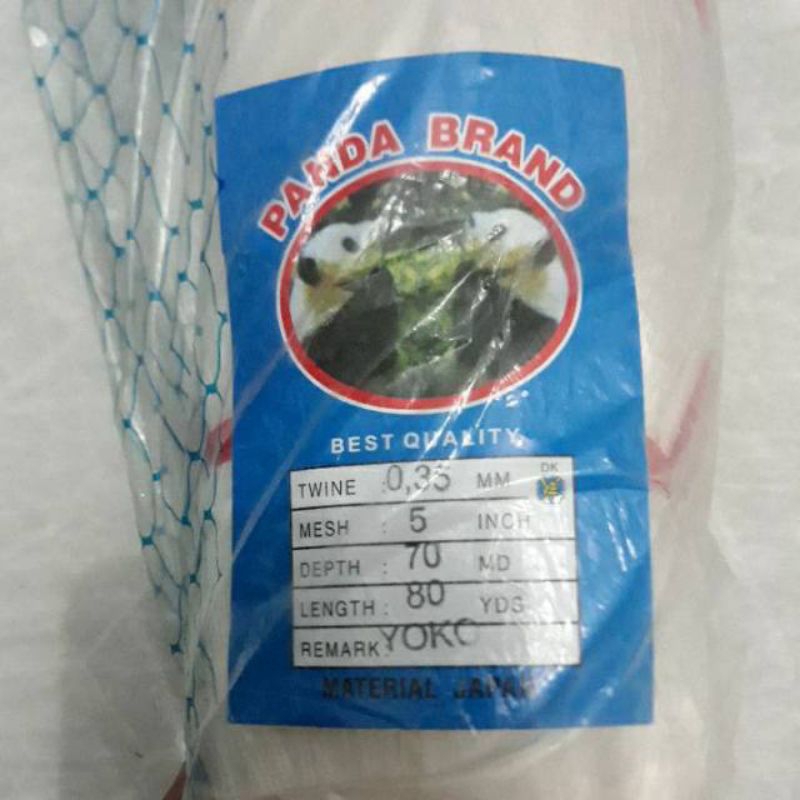 PANDA BRAND
BEST QUALITY
DK
TWINE : 0,35 MM
MESH : 5 INCH
DEPTH : 70 MD
LENGTH : 80 YDS
REMARK : YOKO
MATERIAL JAPAN